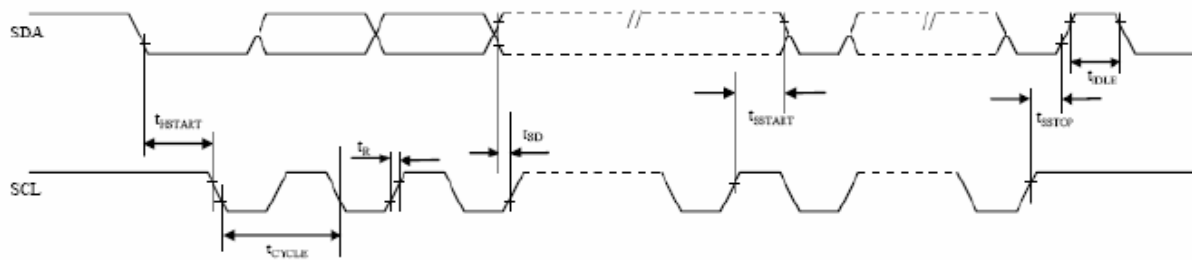 SDA
//
//
tIDLE
tHSTART
tSD
tSSTART
tSSTOP
tR
SCL
tCYCLE